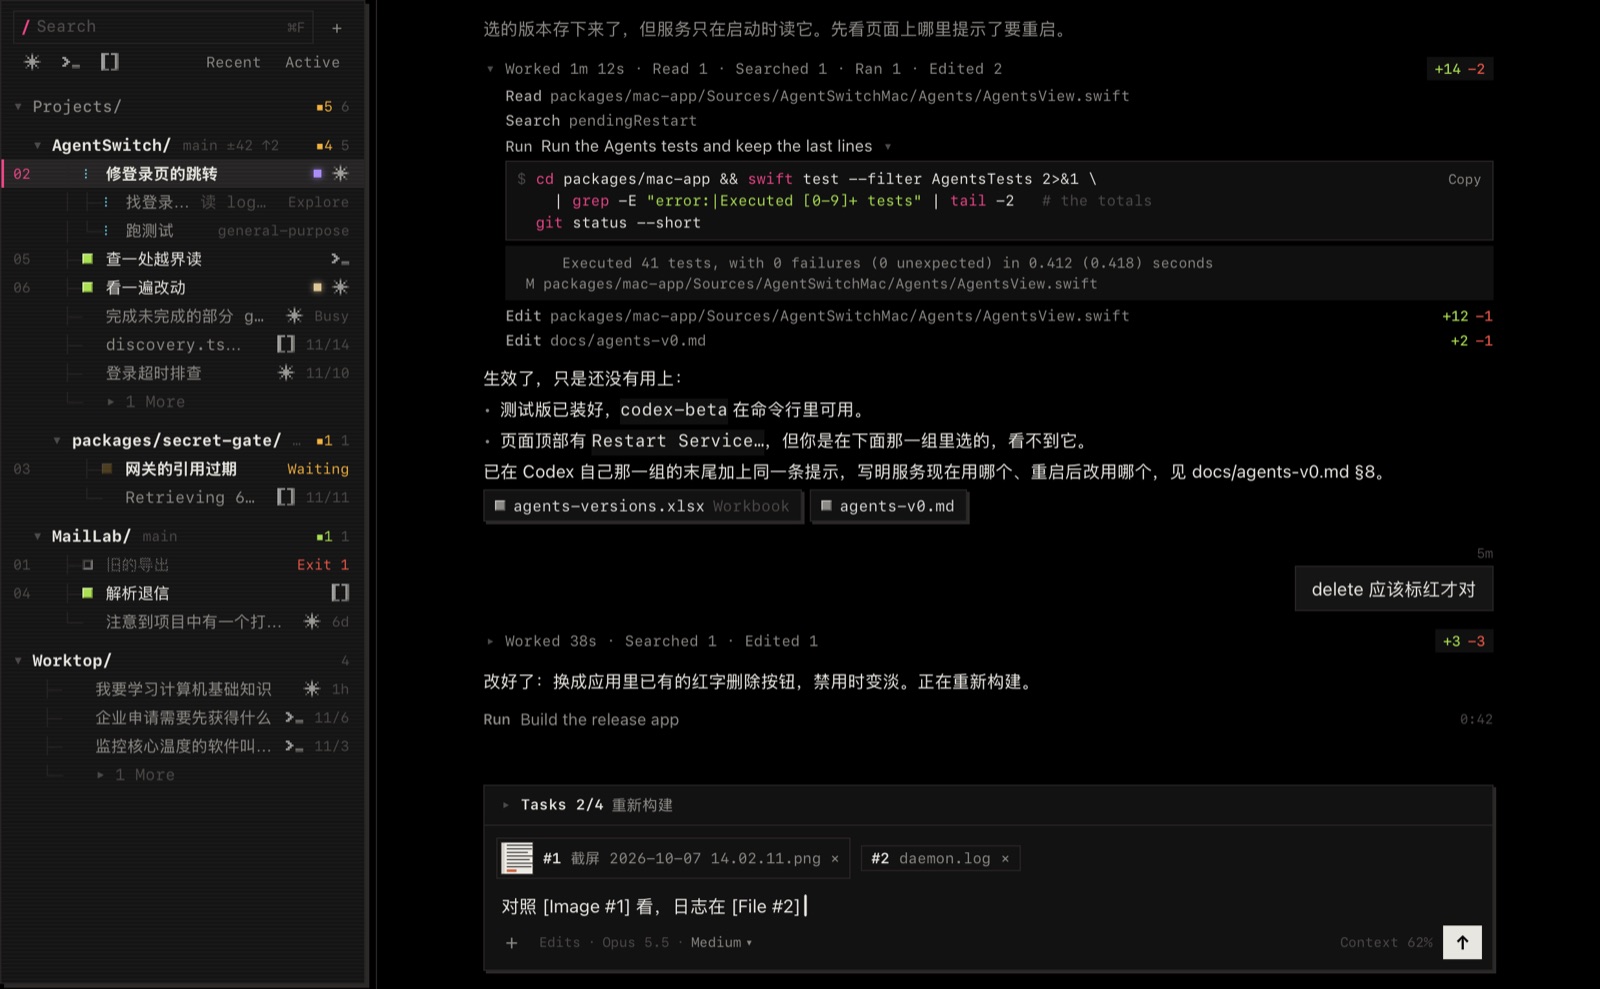 / Search ⌘F +
Recent Active
Projects/ 5 6
AgentSwitch/ main ±42 ↑2 4 5
02 修登录页的跳转
找登录... 读 log... Explore
跑测试 general-purpose
05 查一处越界读
06 看一遍改动
完成未完成的部分 g... Busy
discovery.ts... 11/14
登录超时排查 11/10
1 More
packages/secret-gate/ ... 1 1
03 网关的引用过期 Waiting
Retrieving 6... 11/11
MailLab/ main 1 1
01 旧的导出 Exit 1
04 解析退信
注意到项目中有一个打... 6d
Worktop/ 4
我要学习计算机基础知识 1h
企业申请需要先获得什么 11/6
监控核心温度的软件叫... 11/3
1 More
选的版本存下来了，但服务只在启动时读它。先看页面上哪里提示了要重启。
Worked 1m 12s · Read 1 · Searched 1 · Ran 1 · Edited 2 +14 −2
Read packages/mac-app/Sources/AgentSwitchMac/Agents/AgentsView.swift
Search pendingRestart
Run Run the Agents tests and keep the last lines
$ cd packages/mac-app && swift test --filter AgentsTests 2>&1 \ Copy
| grep -E "error:|Executed [0-9]+ tests" | tail -2 # the totals
git status --short
Executed 41 tests, with 0 failures (0 unexpected) in 0.412 (0.418) seconds
M packages/mac-app/Sources/AgentSwitchMac/Agents/AgentsView.swift
Edit packages/mac-app/Sources/AgentSwitchMac/Agents/AgentsView.swift +12 −1
Edit docs/agents-v0.md +2 −1
生效了，只是还没有用上：
· 测试版已装好，codex-beta 在命令行里可用。
· 页面顶部有 Restart Service…，但你是在下面那一组里选的，看不到它。
已在 Codex 自己那一组的末尾加上同一条提示，写明服务现在用哪个、重启后改用哪个，见 docs/agents-v0.md §8。
agents-versions.xlsx Workbook agents-v0.md
5m
delete 应该标红才对
Worked 38s · Searched 1 · Edited 1 +3 −3
改好了：换成应用里已有的红字删除按钮，禁用时变淡。正在重新构建。
Run Build the release app 0:42
Tasks 2/4 重新构建
#1 截屏 2026-10-07 14.02.11.png × #2 daemon.log ×
对照 [Image #1] 看，日志在 [File #2]
+ Edits · Opus 5.5 · Medium Context 62%